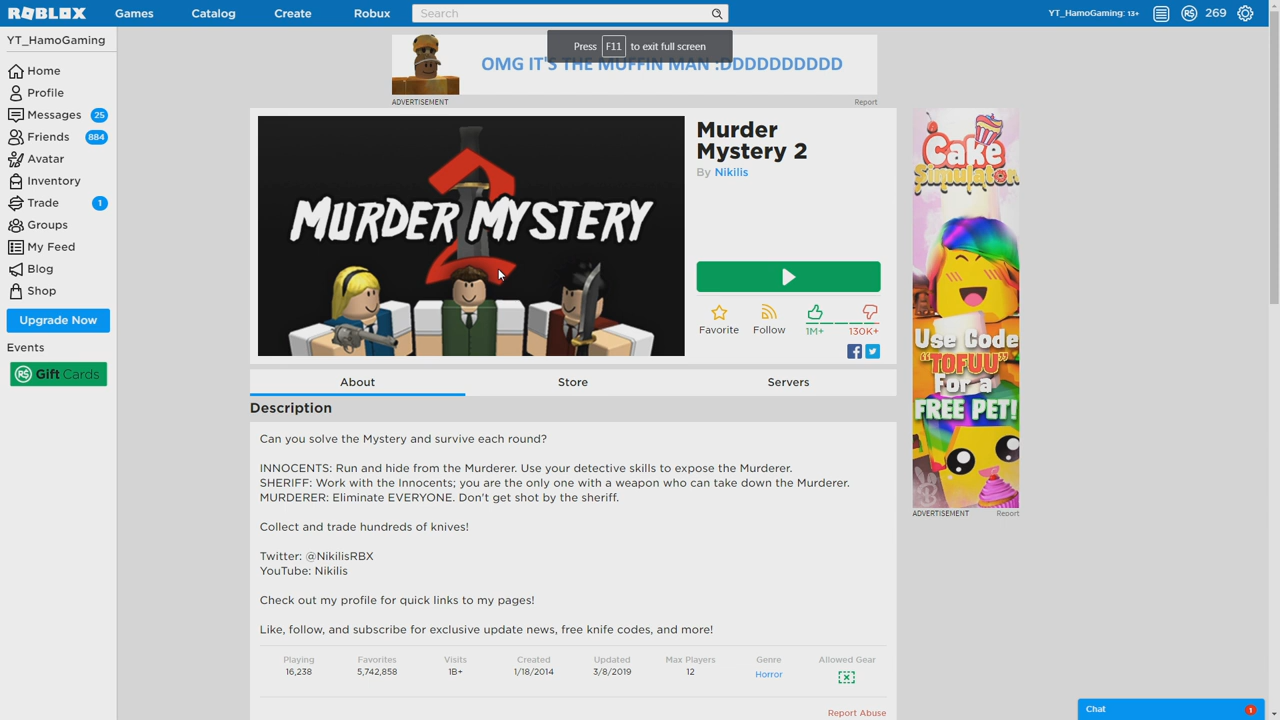 ROBLOX Games Catalog Create Robux Search YT_HamoGaming: 13+ 269
YT_HamoGaming
Home
Profile
Messages 25
Friends 884
Avatar
Inventory
Trade 1
Groups
My Feed
Blog
Shop
Upgrade Now
Events
Gift Cards
Press F11 to exit full screen
OMG IT'S THE MUFFIN MAN :DDDDDDDDDD
ADVERTISEMENT Report
MURDER MYSTERY
2
Murder
Mystery 2
By Nikilis
Favorite Follow 1M+ 130K+
About Store Servers
Description
Can you solve the Mystery and survive each round?
INNOCENTS: Run and hide from the Murderer. Use your detective skills to expose the Murderer.
SHERIFF: Work with the Innocents; you are the only one with a weapon who can take down the Murderer.
MURDERER: Eliminate EVERYONE. Don't get shot by the sheriff.
Collect and trade hundreds of knives!
Twitter: @NikilisRBX
YouTube: Nikilis
Check out my profile for quick links to my pages!
Like, follow, and subscribe for exclusive update news, free knife codes, and more!
Playing Favorites Visits Created Updated Max Players Genre Allowed Gear
16,238 5,742,858 1B+ 1/18/2014 3/8/2019 12 Horror
Report Abuse
Cake
Simulator
Use Code
"TOFUU"
For a
FREE PET!
ADVERTISEMENT Report
Chat 1